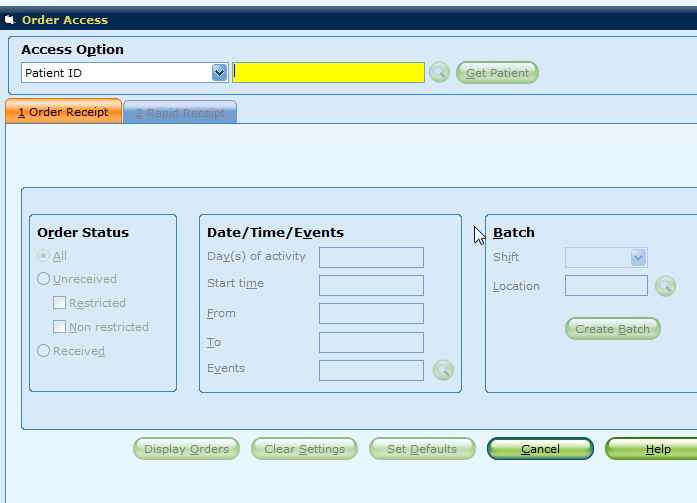 Order Access
Access Option
Patient ID
Get Patient
1 Order Receipt
2 Rapid Receipt
Order Status
All
Unreceived
Restricted
Non restricted
Received
Date/Time/Events
Day(s) of activity
Start time
From
To
Events
Batch
Shift
Location
Create Batch
Display Orders
Clear Settings
Set Defaults
Cancel
Help